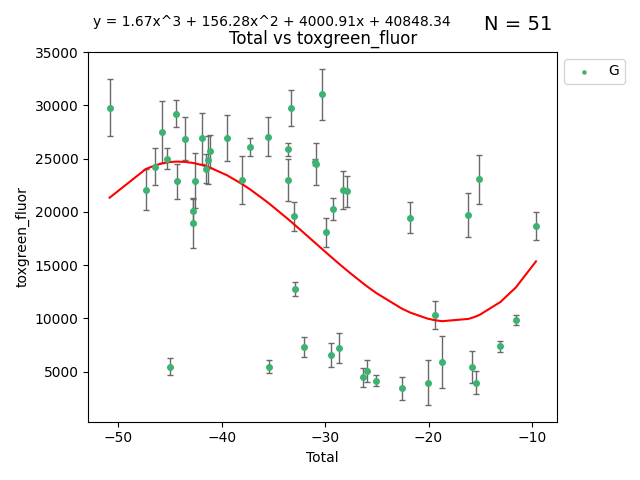 y = 1.67x^3 + 156.28x^2 + 4000.91x + 40848.34
N = 51
Total vs toxgreen_fluor
G
35000
30000
25000
20000
15000
10000
5000
toxgreen_fluor
−50
−40
−30
−20
−10
Total